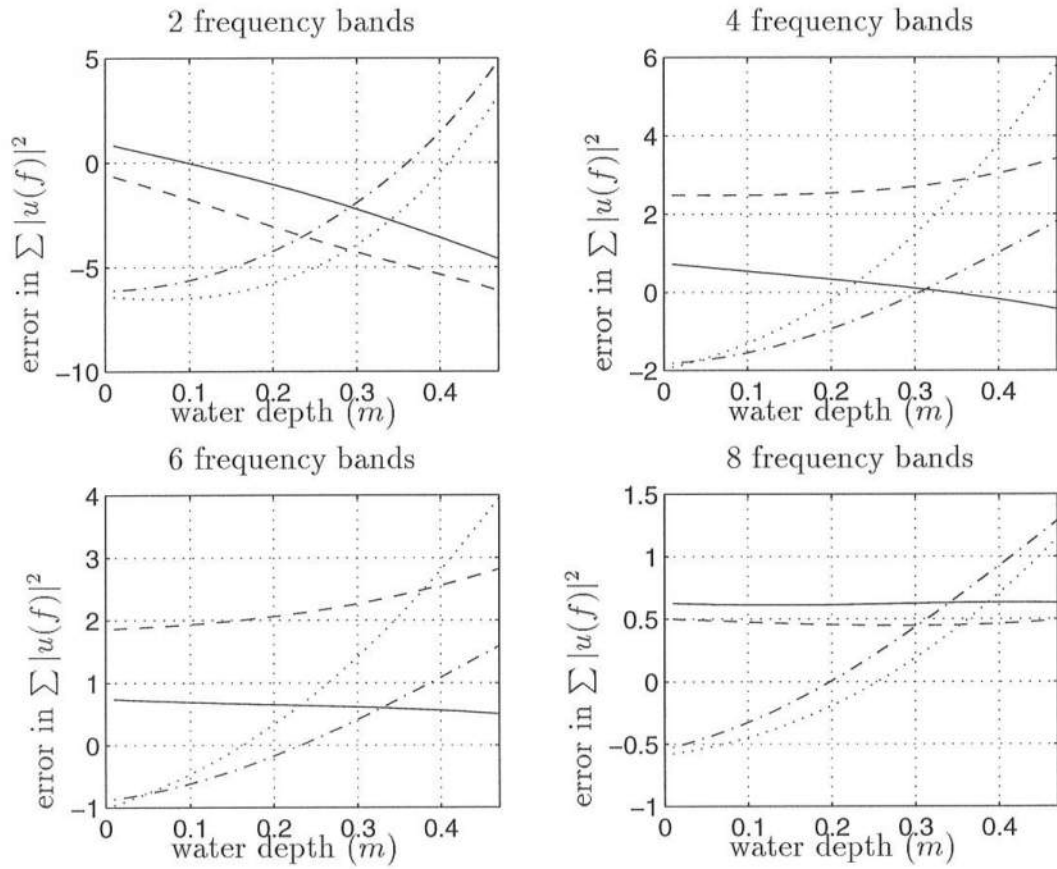 2 frequency bands
5
0
−5
−10
error in ∑ |u(f)|²
0 0.1 0.2 0.3 0.4
water depth (m)
4 frequency bands
6
4
2
0
−2
error in ∑ |u(f)|²
0 0.1 0.2 0.3 0.4
water depth (m)
6 frequency bands
4
3
2
1
0
−1
error in ∑ |u(f)|²
0 0.1 0.2 0.3 0.4
water depth (m)
8 frequency bands
1.5
1
0.5
0
−0.5
−1
error in ∑ |u(f)|²
0 0.1 0.2 0.3 0.4
water depth (m)